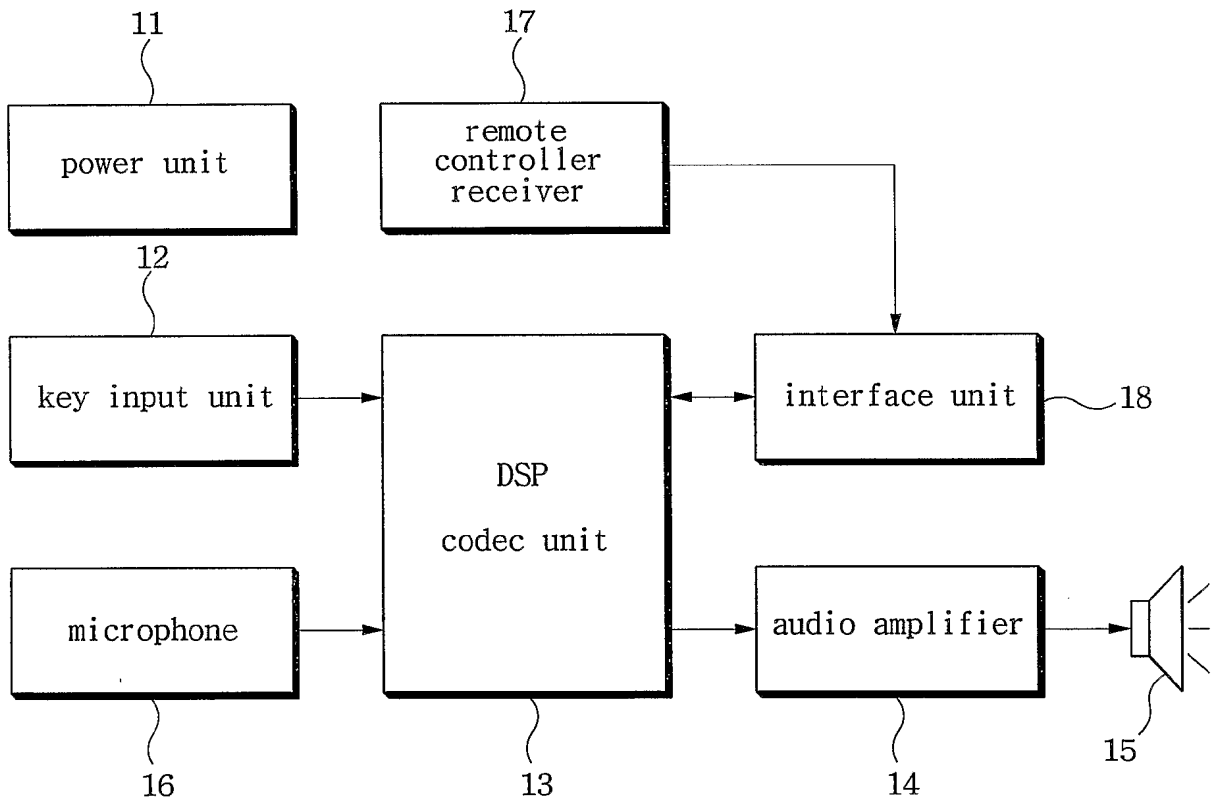 11
17
power unit
remote
controller
receiver
12
key input unit
interface unit
18
DSP
codec unit
microphone
audio amplifier
15
16
13
14